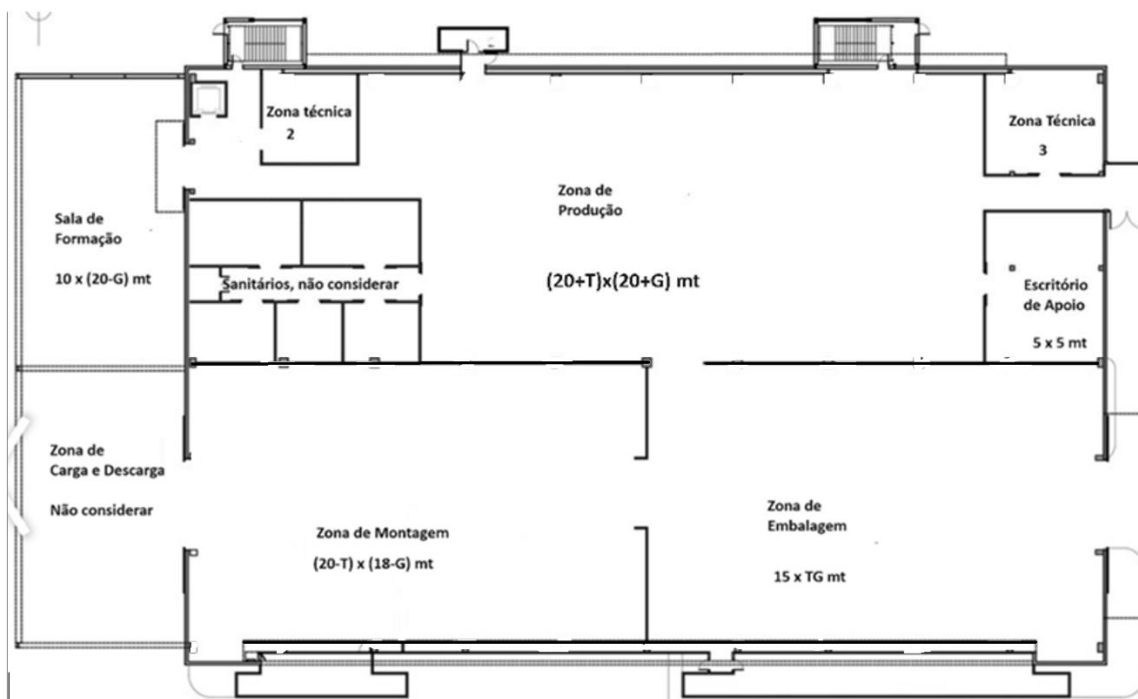 Zona técnica
2
Zona Técnica
3
Zona de
Produção
Sala de
Formação
10 x (20-G) mt
(20+T)x(20+G) mt
Sanitários, não considerar
Escritório
de Apoio
5 x 5 mt
Zona de
Carga e Descarga
Não considerar
Zona de Montagem
(20-T) x (18-G) mt
Zona de
Embalagem
15 x TG mt